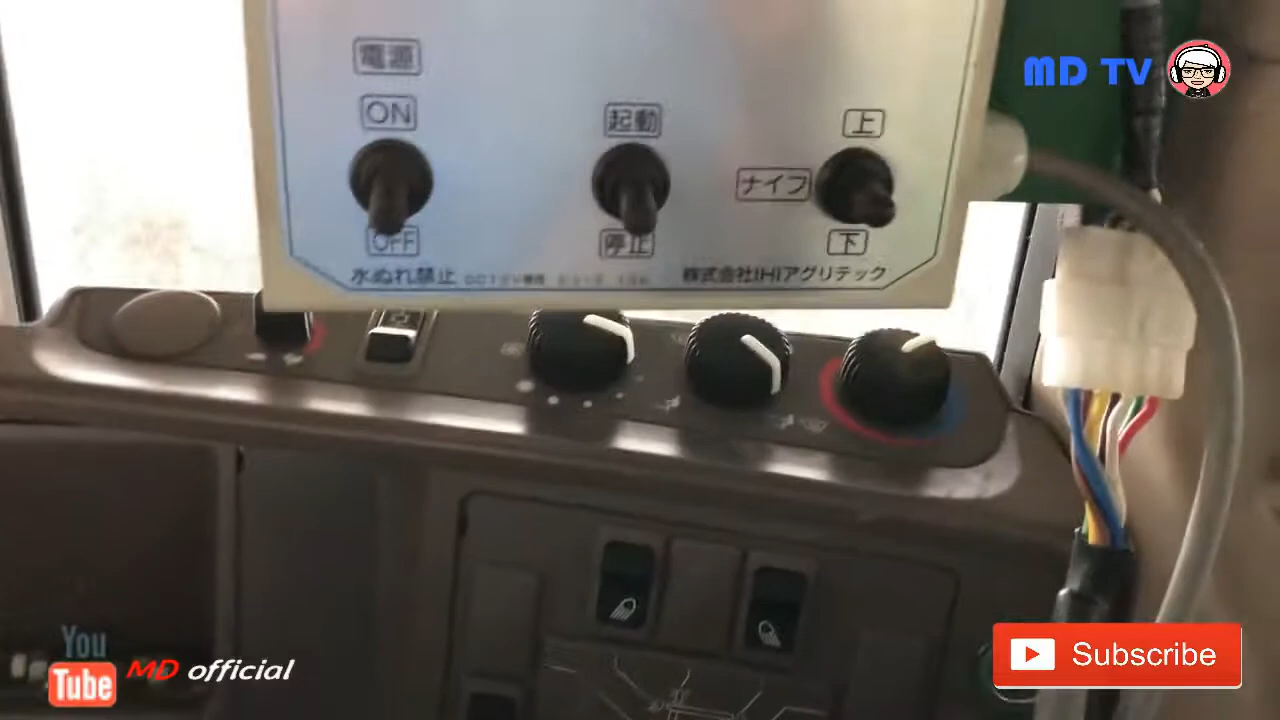 MD TV
電源
ON
起動
上
ナイフ
OFF
停止
下
水ぬれ禁止
株式会社IHIアグリテック
You
Tube
MD official
Subscribe